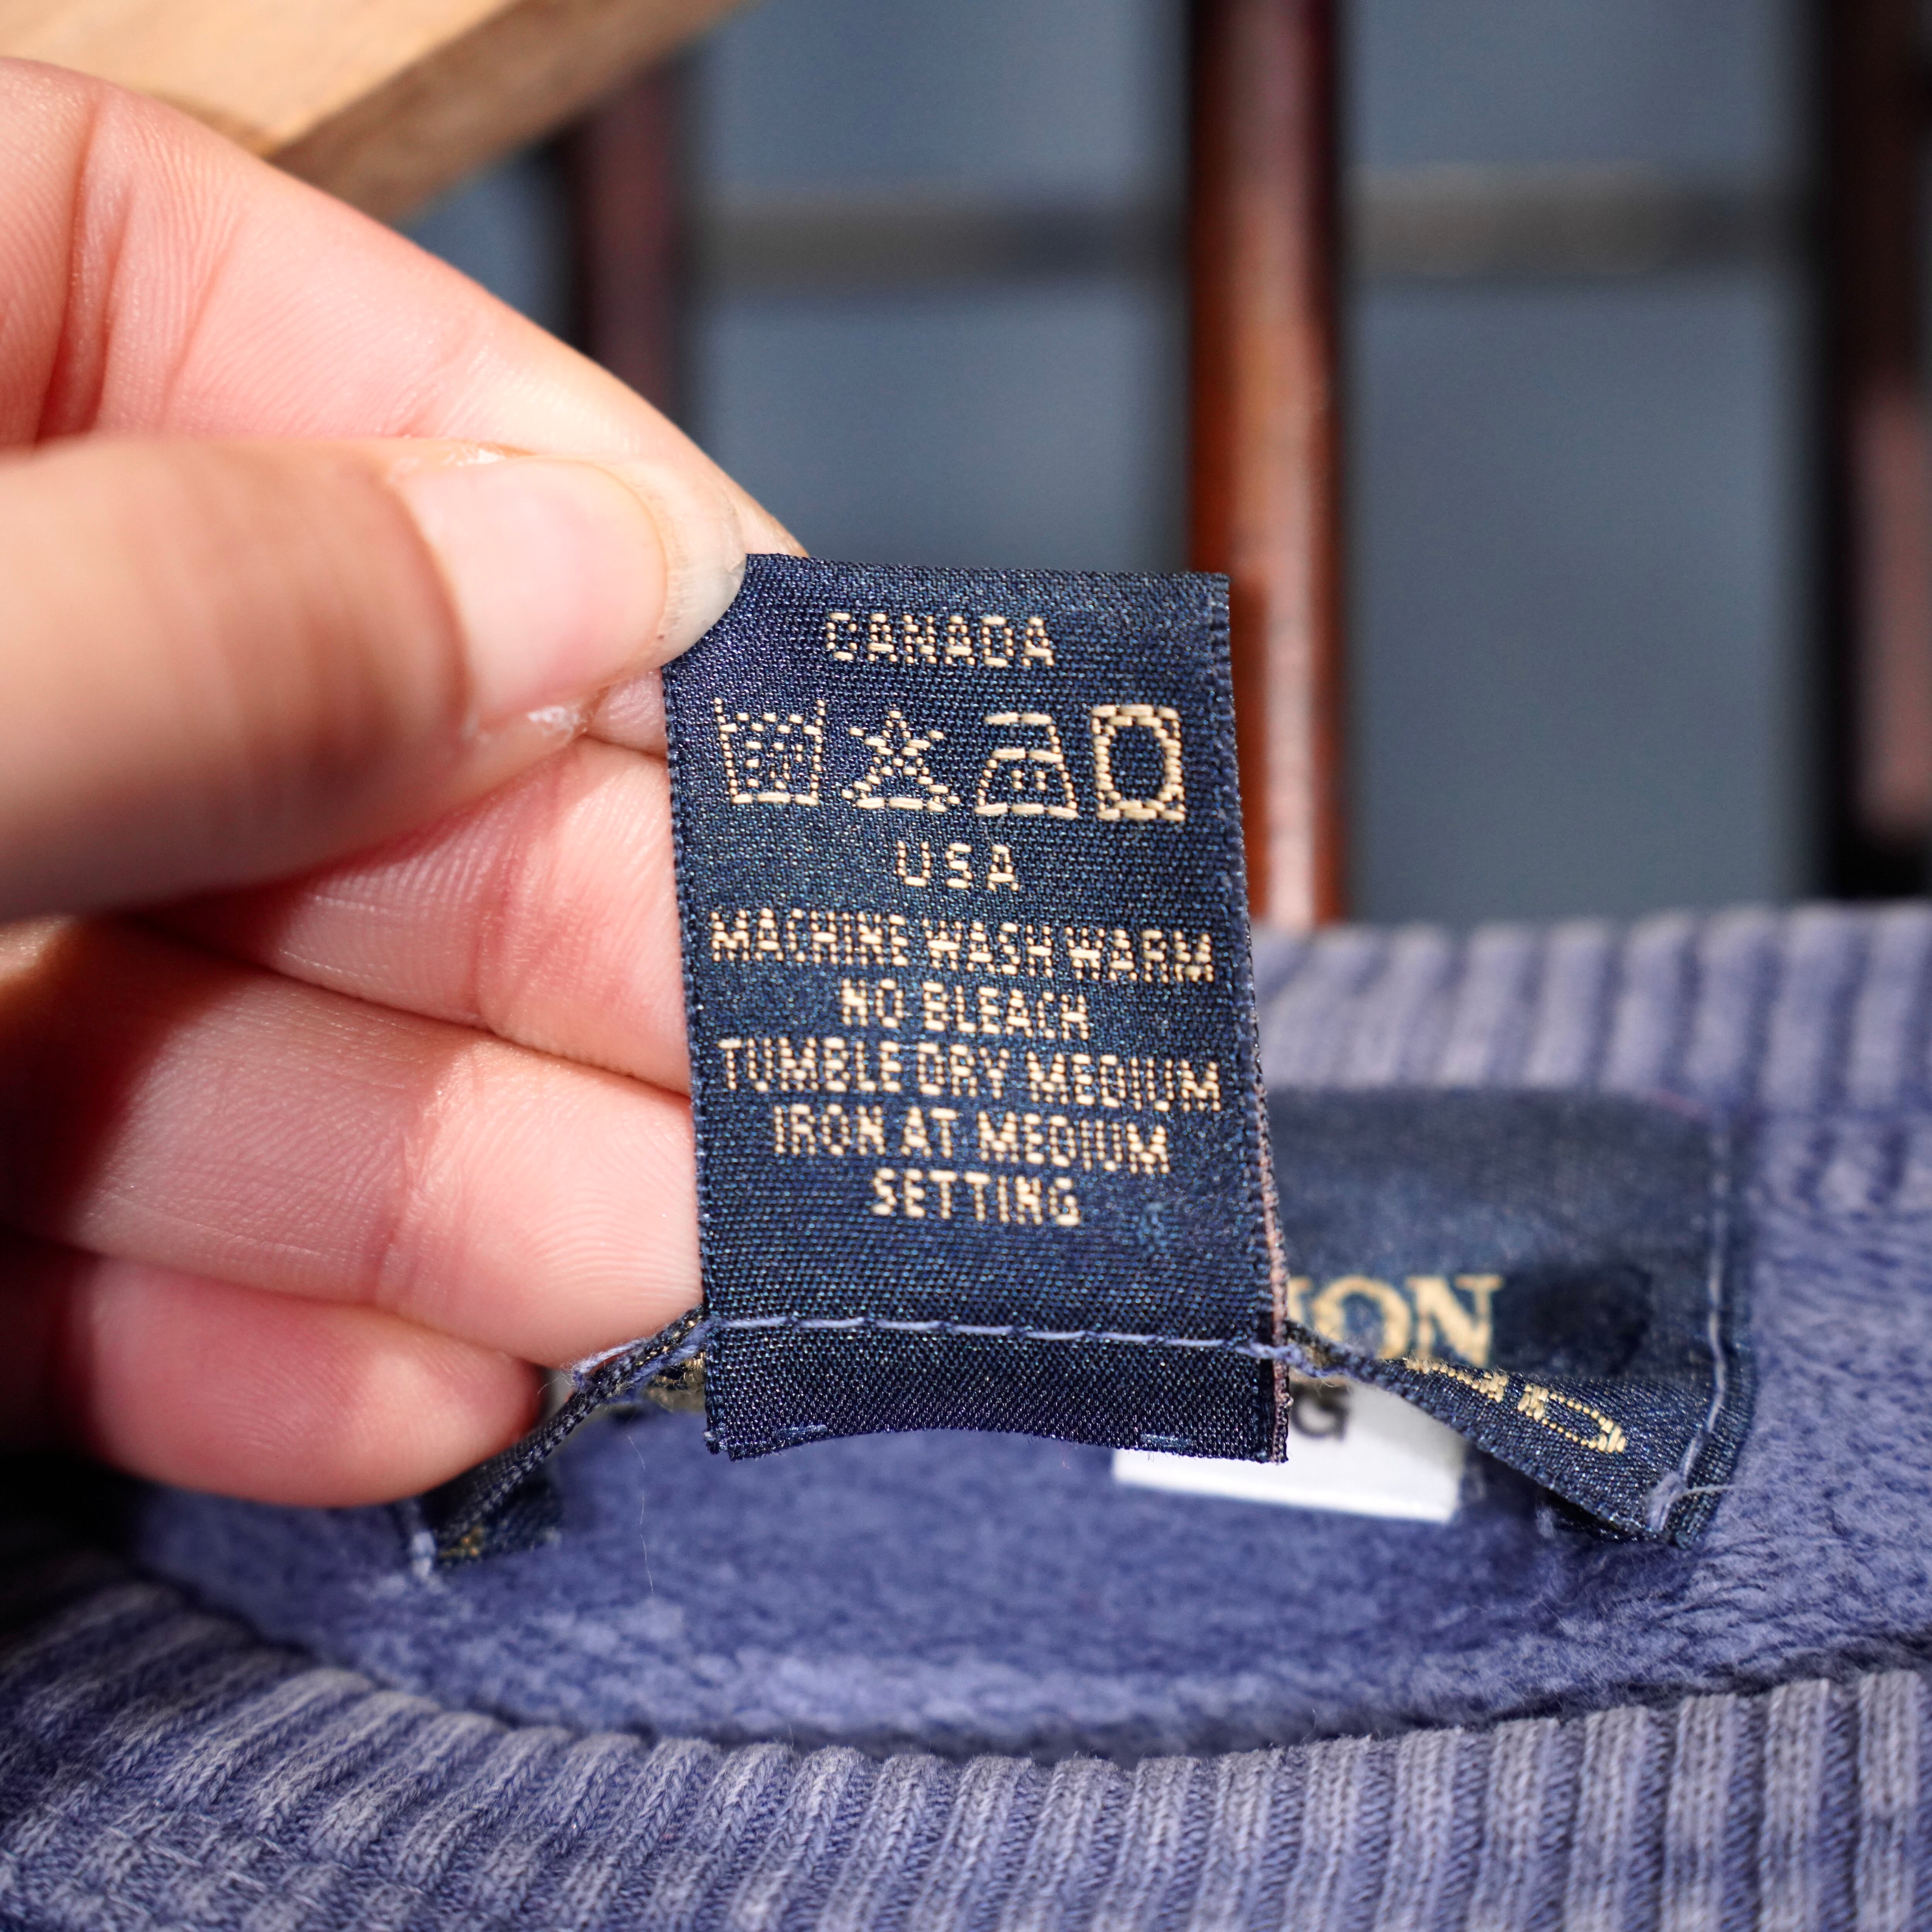 CANADA
USA
MACHINE WASH WARM
NO BLEACH
TUMBLE DRY MEDIUM
IRON AT MEDIUM
SETTING